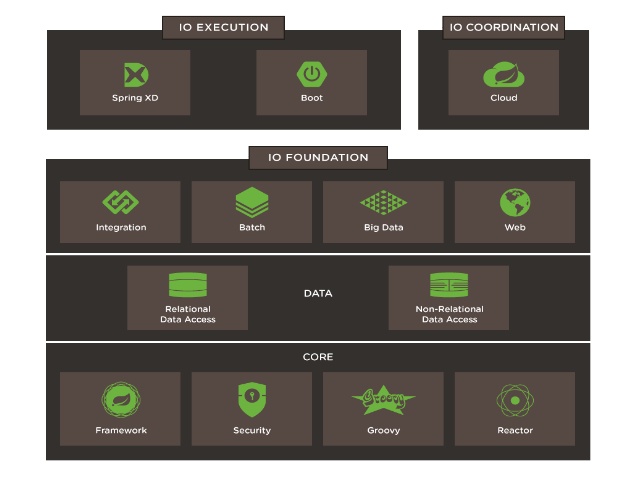 IO EXECUTION
IO COORDINATION
Spring XD
Boot
Cloud
IO FOUNDATION
Integration
Batch
Big Data
Web
DATA
Relational
Data Access
Non-Relational
Data Access
CORE
Groovy
Framework
Security
Groovy
Reactor